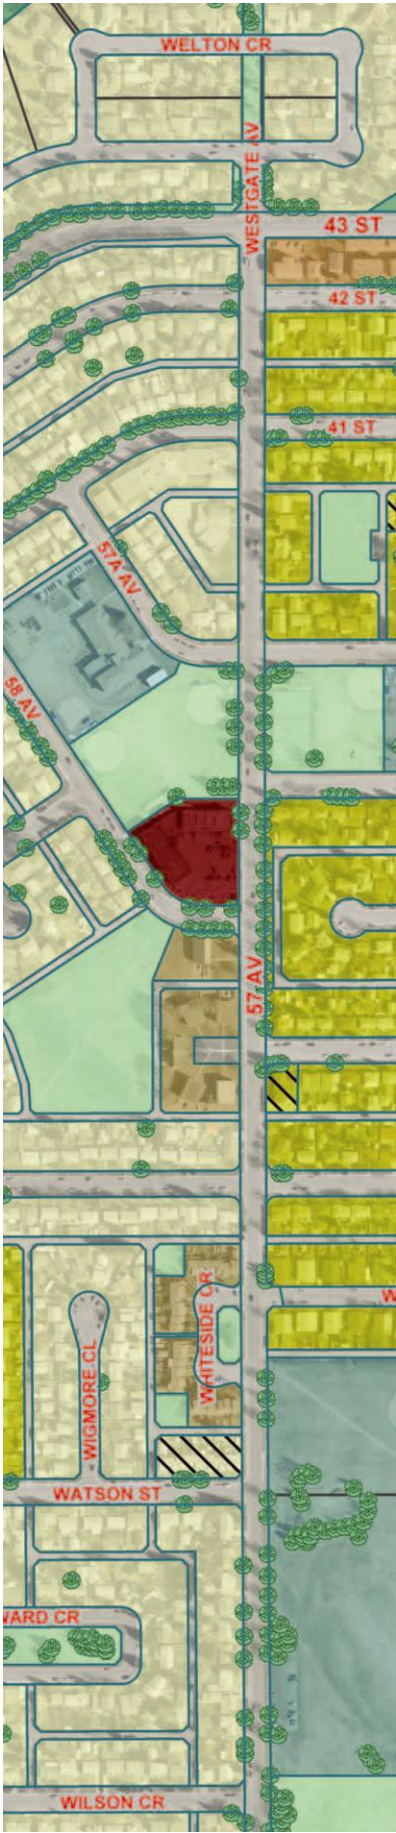 WELTON CR
WESTGATE AV
43 ST
42 ST
41 ST
57A AV
58 AV
57 AV
WHITESIDE CR
WIGMORE CL
WATSON ST
WARD CR
WILSON CR